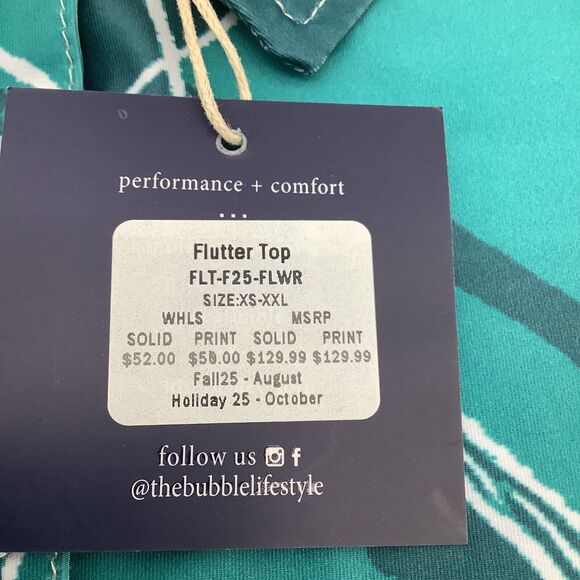 performance + comfort
...
Flutter Top
FLT-F25-FLWR
SIZE:XS-XXL
WHLS MSRP
SOLID PRINT SOLID PRINT
$52.00 $50.00 $129.99 $129.99
Fall25 - August
Holiday 25 - October
follow us
@thebubblelifestyle